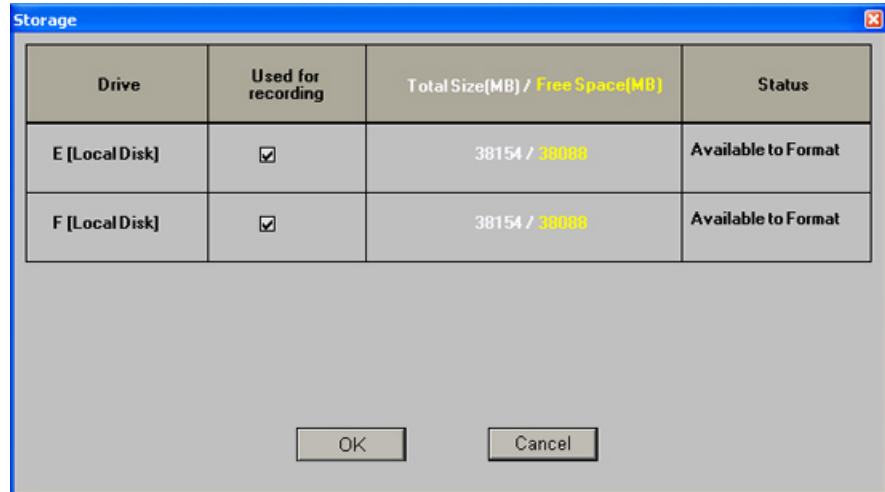 Storage
Drive
Used for
recording
Total Size(MB) / Free Space(MB)
Status
E [Local Disk]
38154 / 38088
Available to Format
F [Local Disk]
38154 / 38088
Available to Format
OK
Cancel